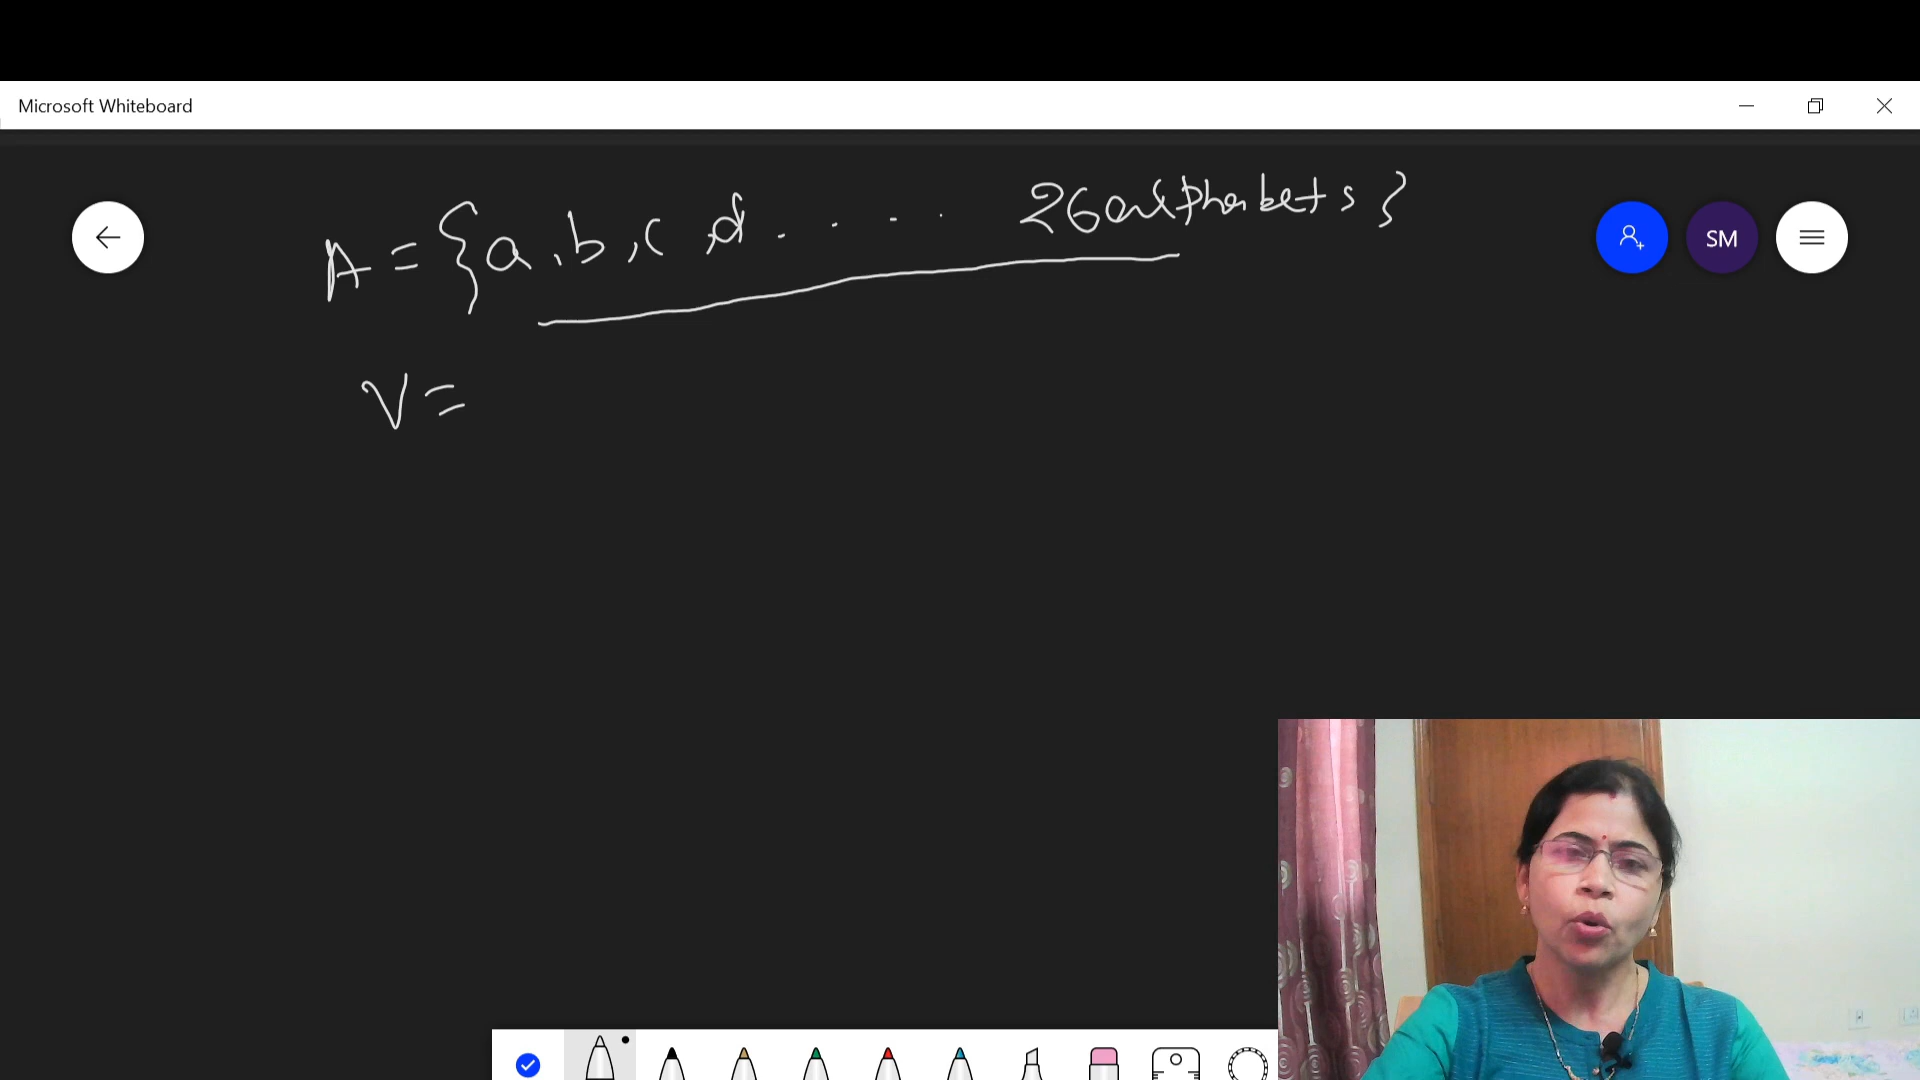 Microsoft Whiteboard
A = {a, b, c, d . . . . 26 alphabets}
SM
V =